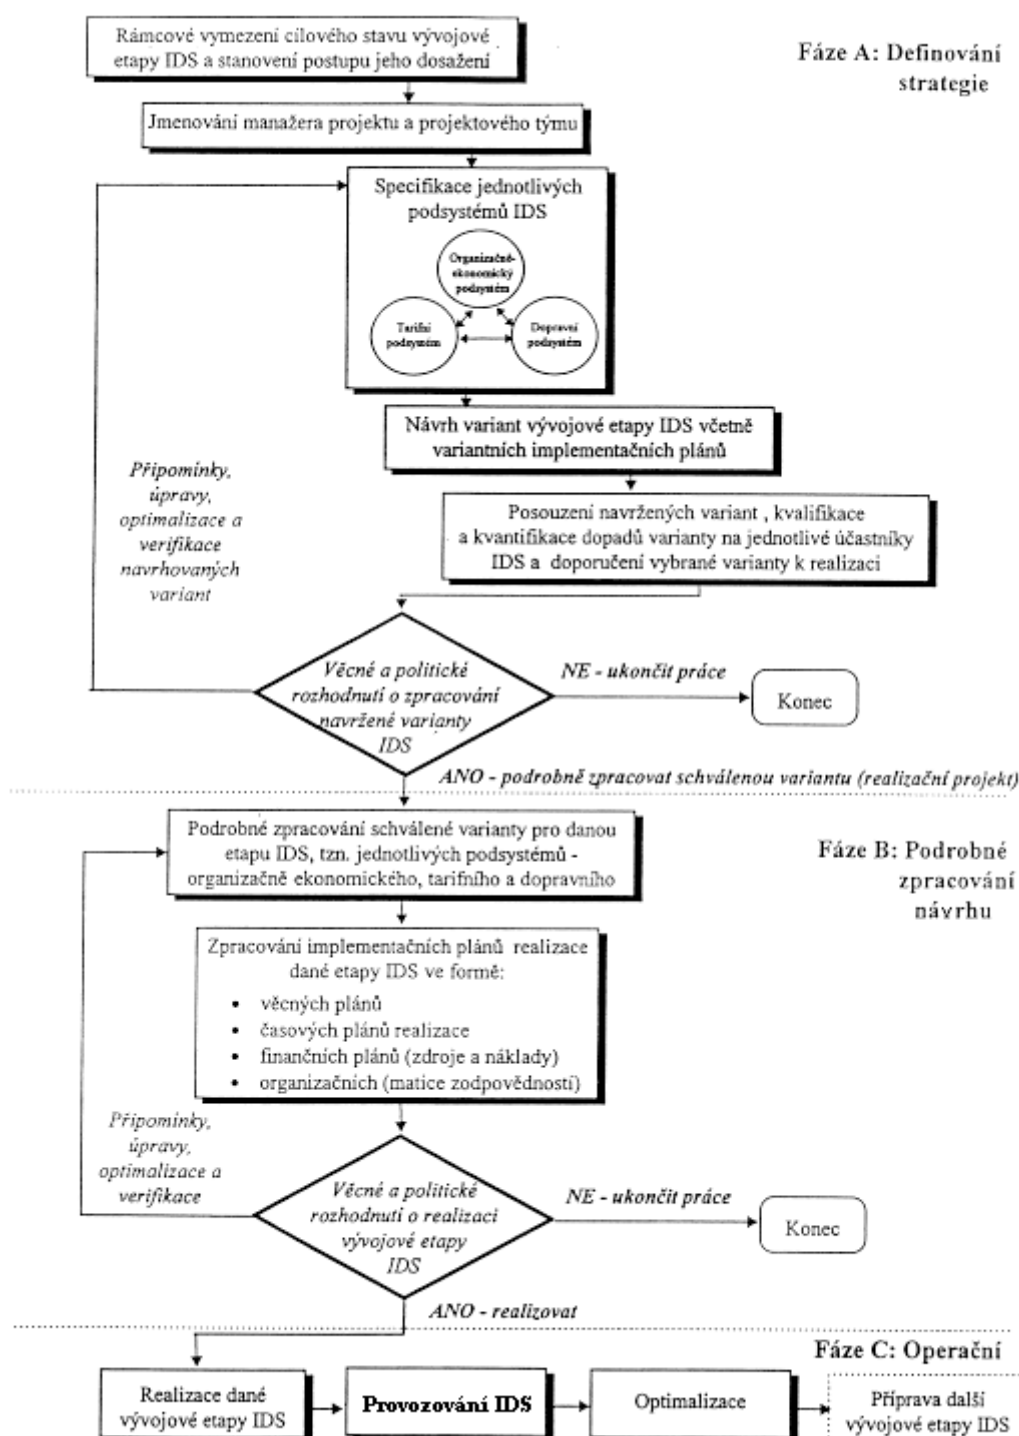 Rámcové vymezení cílového stavu vývojové
etapy IDS a stanovení postupu jeho dosažení
Fáze A: Definování
strategie
Jmenování manažera projektu a projektového týmu
Specifikace jednotlivých
podsystémů IDS
Organizačně-
ekonomický
podsystém
Tarifní
podsystém
Dopravní
podsystém
Návrh variant vývojové etapy IDS včetně
variantních implementačních plánů
Připomínky,
úpravy,
optimalizace a
verifikace
navrhovaných
variant
Posouzení navržených variant , kvalifikace
a kvantifikace dopadů varianty na jednotlivé účastníky
IDS a doporučení vybrané varianty k realizaci
Věcné a politické
rozhodnutí o zpracování
navržené varianty
IDS
NE - ukončit práce
Konec
ANO - podrobně zpracovat schválenou variantu (realizační projekt)
Podrobné zpracování schválené varianty pro danou
etapu IDS, tzn. jednotlivých podsystémů -
organizačně ekonomického, tarifního a dopravního
Fáze B: Podrobné
zpracování
návrhu
Zpracování implementačních plánů realizace
dané etapy IDS ve formě:
• věcných plánů
• časových plánů realizace
• finančních plánů (zdroje a náklady)
• organizačních (matice zodpovědností)
Připomínky,
úpravy,
optimalizace a
verifikace
Věcné a politické
rozhodnutí o realizaci
vývojové etapy
IDS
NE - ukončit práce
Konec
ANO - realizovat
Fáze C: Operační
Realizace dané
vývojové etapy IDS
Provozování IDS
Optimalizace
Příprava další
vývojové etapy IDS